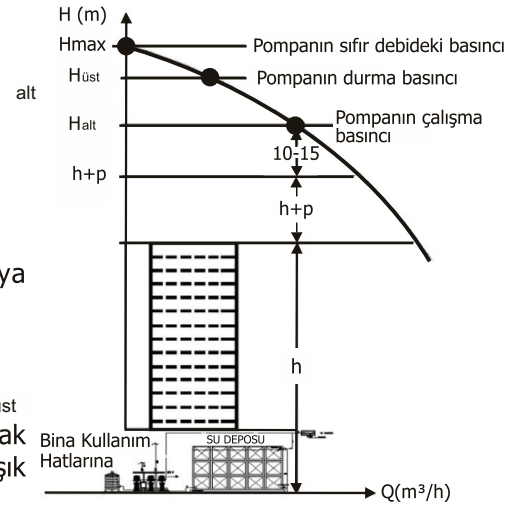 H (m)
Hmax
Pompanın sıfır debideki basıncı
Hüst
Pompanın durma basıncı
alt
Halt
Pompanın çalışma
basıncı
10-15
h+p
h+p
ya
h
üst
ak
şık
Bina Kullanım
Hatlarına
SU DEPOSU
Q(m³/h)